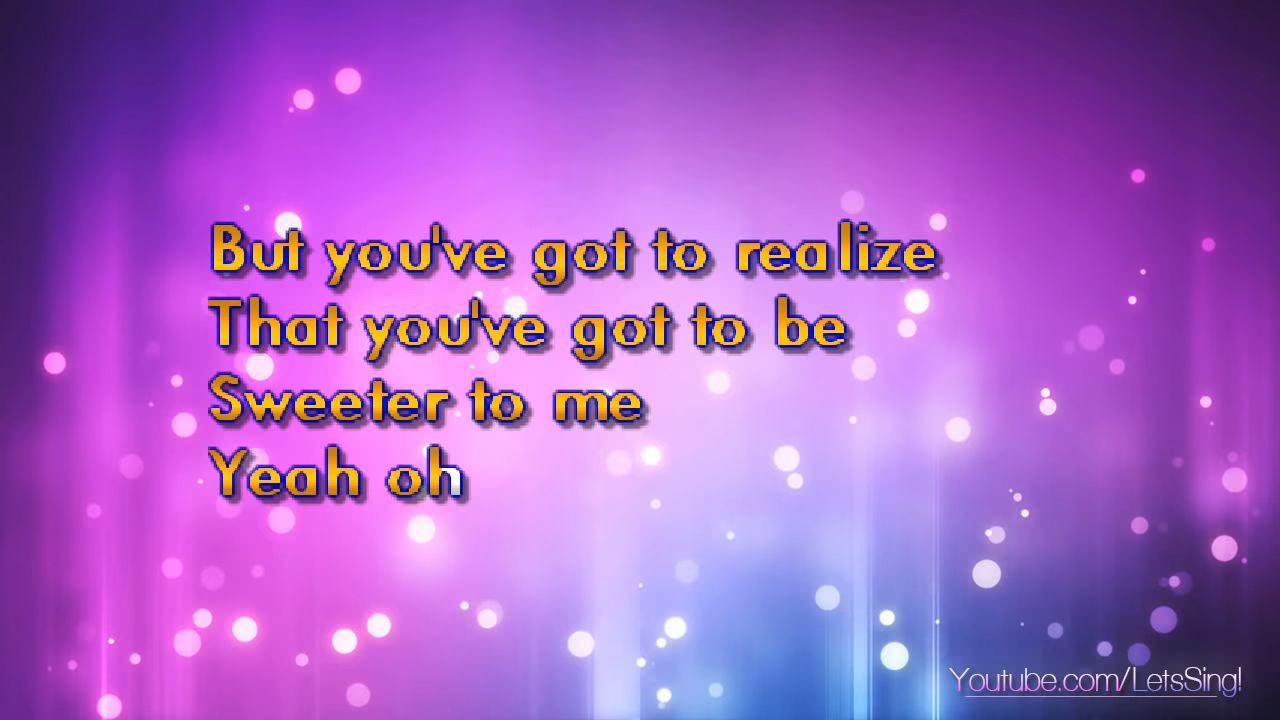 But you've got to realize
That you've got to be
Sweeter to me
Yeah oh
Youtube.com/LetsSing!